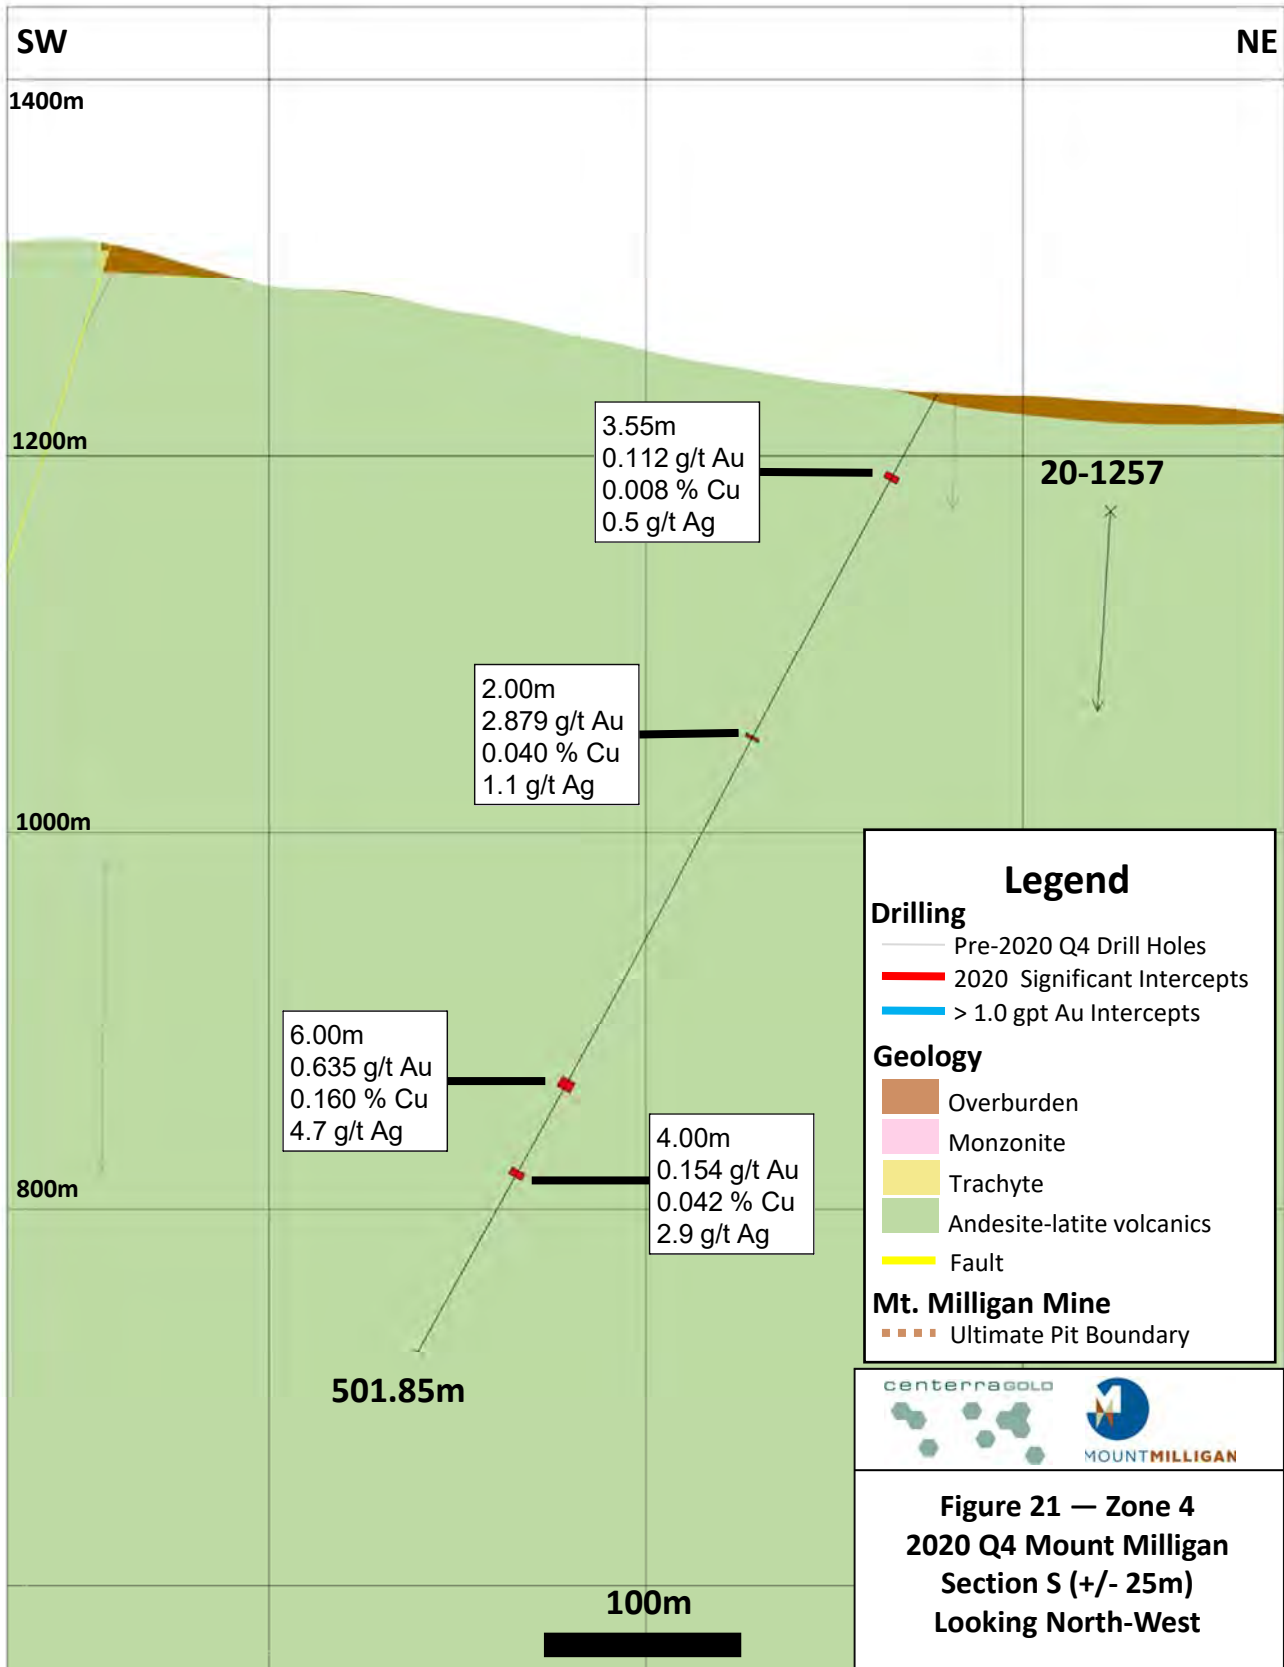 SW
NE
1400m
1200m
3.55m
0.112 g/t Au
0.008 % Cu
0.5 g/t Ag
20-1257
2.00m
2.879 g/t Au
0.040 % Cu
1.1 g/t Ag
1000m
6.00m
0.635 g/t Au
0.160 % Cu
4.7 g/t Ag
4.00m
0.154 g/t Au
0.042 % Cu
2.9 g/t Ag
800m
501.85m
100m
Legend
Drilling
Pre-2020 Q4 Drill Holes
2020 Significant Intercepts
> 1.0 gpt Au Intercepts
Geology
Overburden
Monzonite
Trachyte
Andesite-latite volcanics
Fault
Mt. Milligan Mine
Ultimate Pit Boundary
centerraGOLD
MOUNTMILLIGAN
Figure 21 — Zone 4
2020 Q4 Mount Milligan
Section S (+/- 25m)
Looking North-West